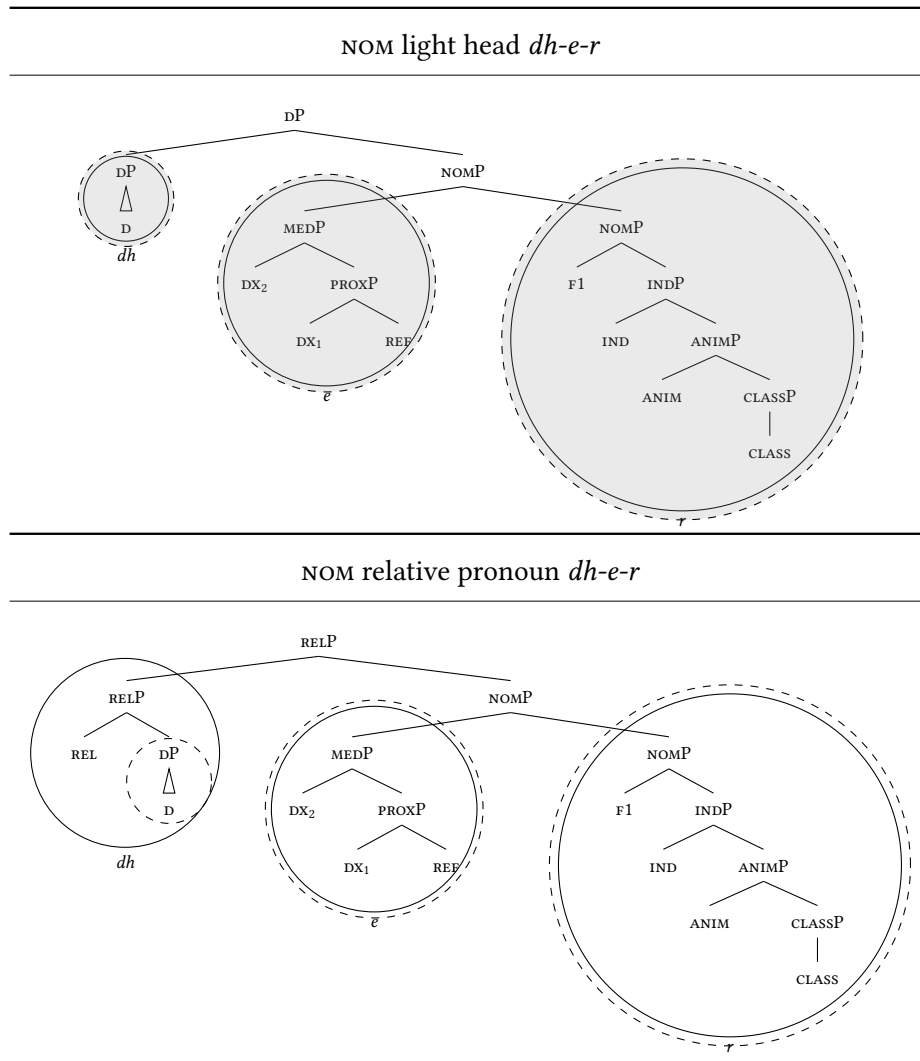 NOM light head dh-e-r
DP
DP NOMP
D MEDP NOMP
dh DX₂ PROXP F1 INDP
DX₁ REF IND ANIMP
e ANIM CLASSP
CLASS
r
NOM relative pronoun dh-e-r
RELP
RELP NOMP
REL DP MEDP NOMP
D DX₂ PROXP F1 INDP
dh DX₁ REF IND ANIMP
e ANIM CLASSP
CLASS
r